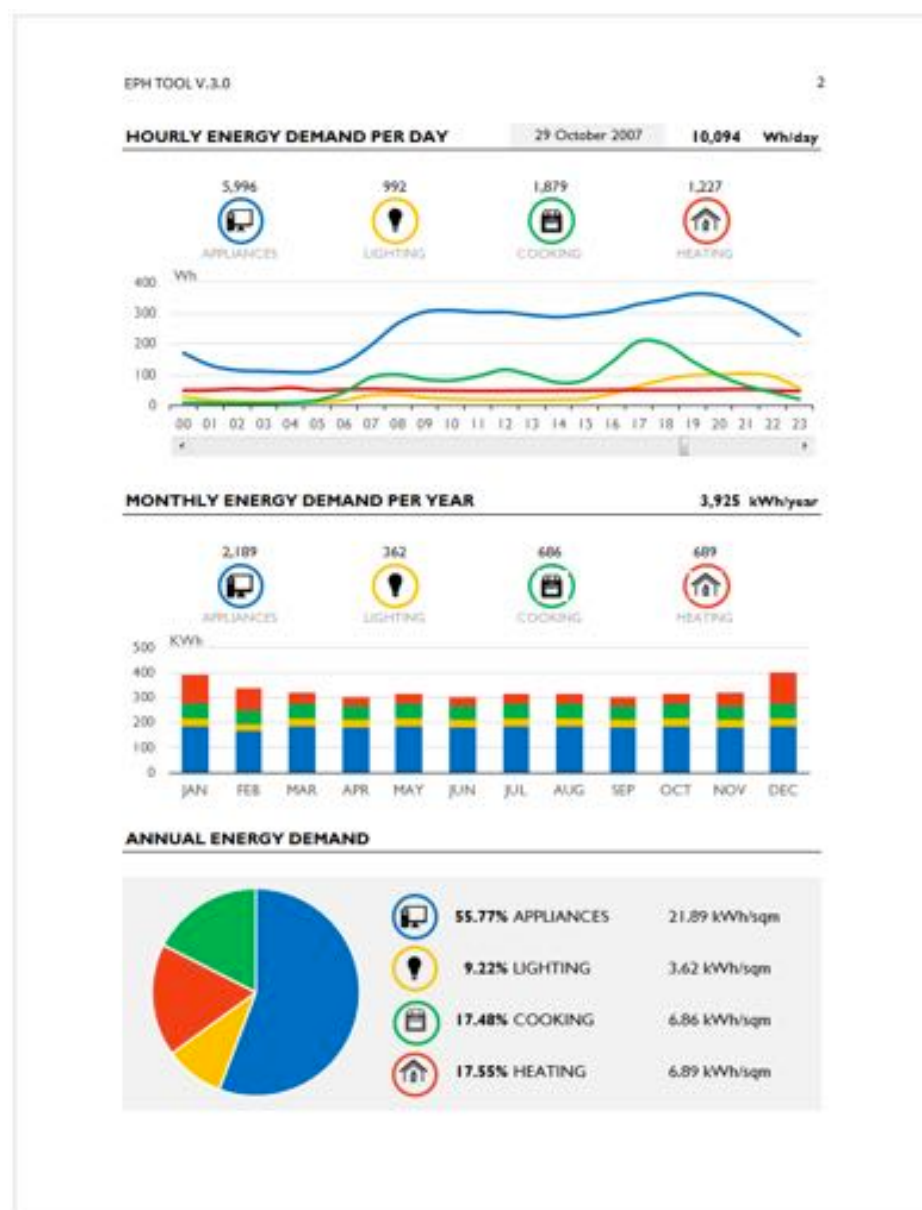 EPH TOOL V.3.0 2
HOURLY ENERGY DEMAND PER DAY 29 October 2007 10,094 Wh/day
5,996 992 1,879 1,227
APPLIANCES LIGHTING COOKING HEATING
Wh
400
300
200
100
0
00 01 02 03 04 05 06 07 08 09 10 11 12 13 14 15 16 17 18 19 20 21 22 23
MONTHLY ENERGY DEMAND PER YEAR 3,925 kWh/year
2,189 362 686 689
APPLIANCES LIGHTING COOKING HEATING
KWh
500
400
300
200
100
0
JAN FEB MAR APR MAY JUN JUL AUG SEP OCT NOV DEC
ANNUAL ENERGY DEMAND
55.77% APPLIANCES 21.89 kWh/sqm
9.22% LIGHTING 3.62 kWh/sqm
17.48% COOKING 6.86 kWh/sqm
17.55% HEATING 6.89 kWh/sqm